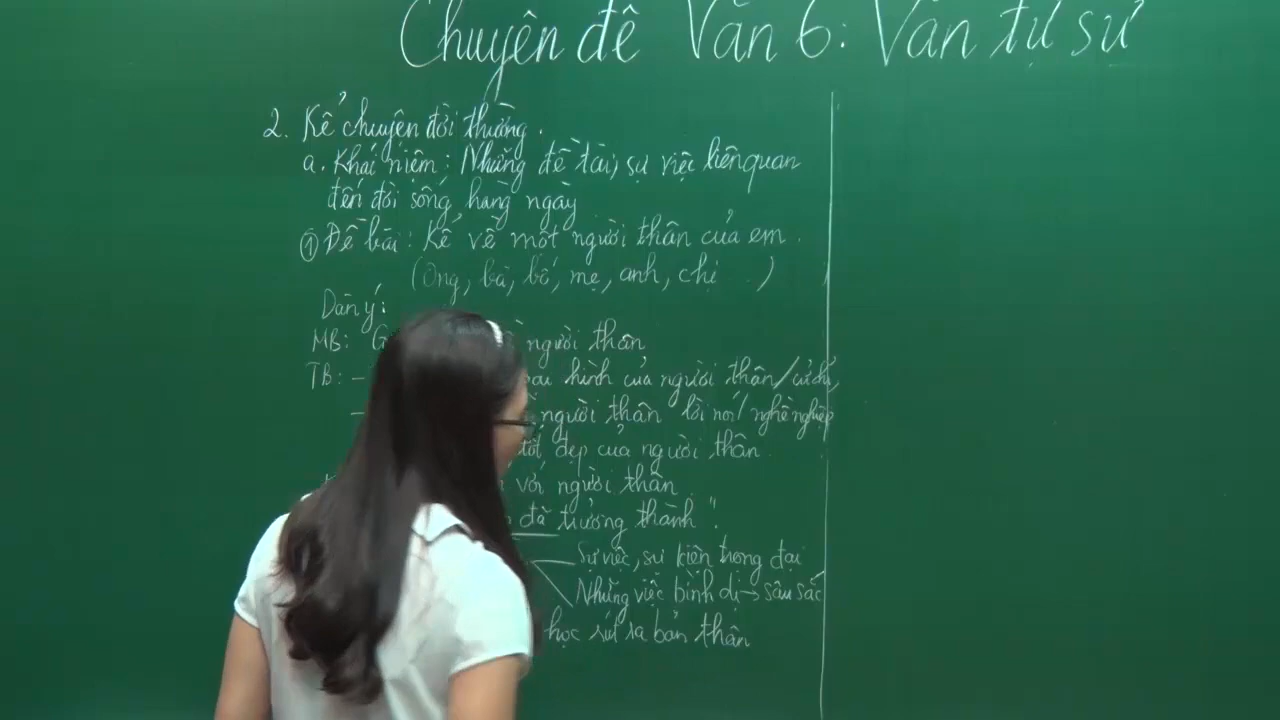 Chuyên đề Văn 6: Văn tự sự
2. Kể chuyện đời thường.
a. Khái niệm: Những đề tài, sự việc liên quan
đến đời sống hàng ngày
① Đề bài: Kể về một người thân của em.
(Ông, bà, bố, mẹ, anh, chị ...)
Dàn ý:
MB: người thân
TB: - hình của người thân / cử chỉ,
- người thân lời nói / nghề nghiệp
tốt đẹp của người thân.
với người thân.
đã trưởng thành".
Sự việc, sự kiện trọng đại
Những việc bình dị → sâu sắc
học rút ra bản thân